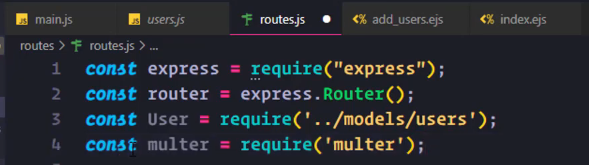 main.js users.js routes.js add_users.ejs index.ejs
routes > routes.js > ...
1 const express = require("express");
2 const router = express.Router();
3 const User = require('../models/users');
4 const multer = require('multer');